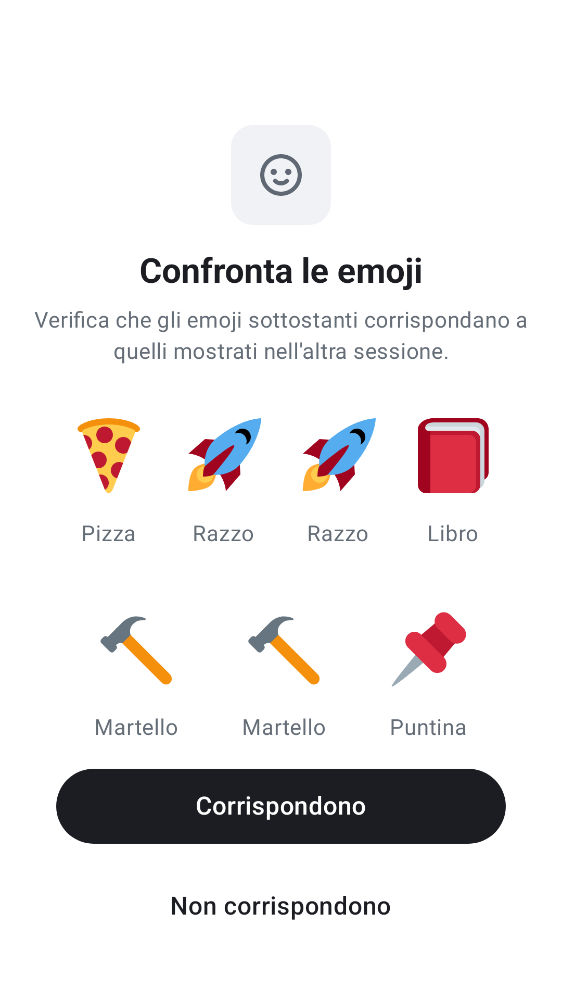 Confronta le emoji
Verifica che gli emoji sottostanti corrispondano a
quelli mostrati nell'altra sessione.
Pizza Razzo Razzo Libro
Martello Martello Puntina
Corrispondono
Non corrispondono